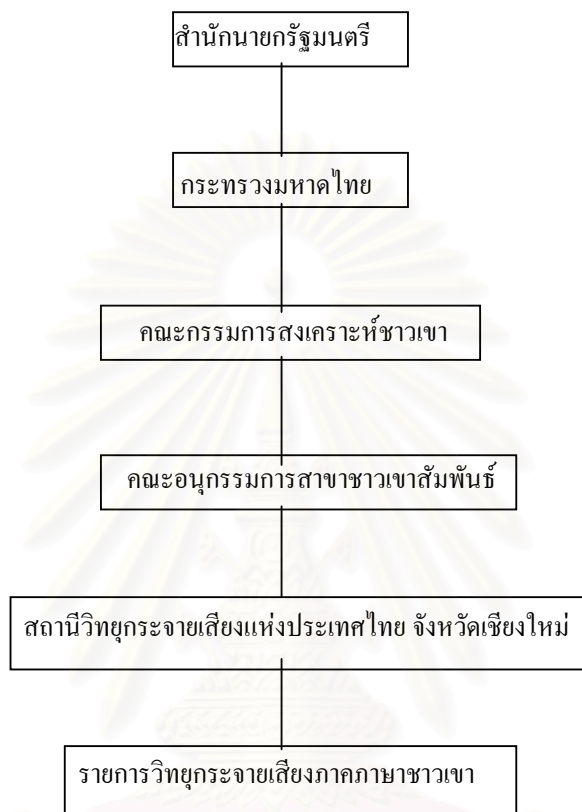 สำนักนายกรัฐมนตรี
กระทรวงมหาดไทย
คณะกรรมการสงเคราะห์ชาวเขา
คณะอนุกรรมการสาขาชาวเขาสัมพันธ์
สถานีวิทยุกระจายเสียงแห่งประเทศไทย จังหวัดเชียงใหม่
รายการวิทยุกระจายเสียงภาคภาษาชาวเขา